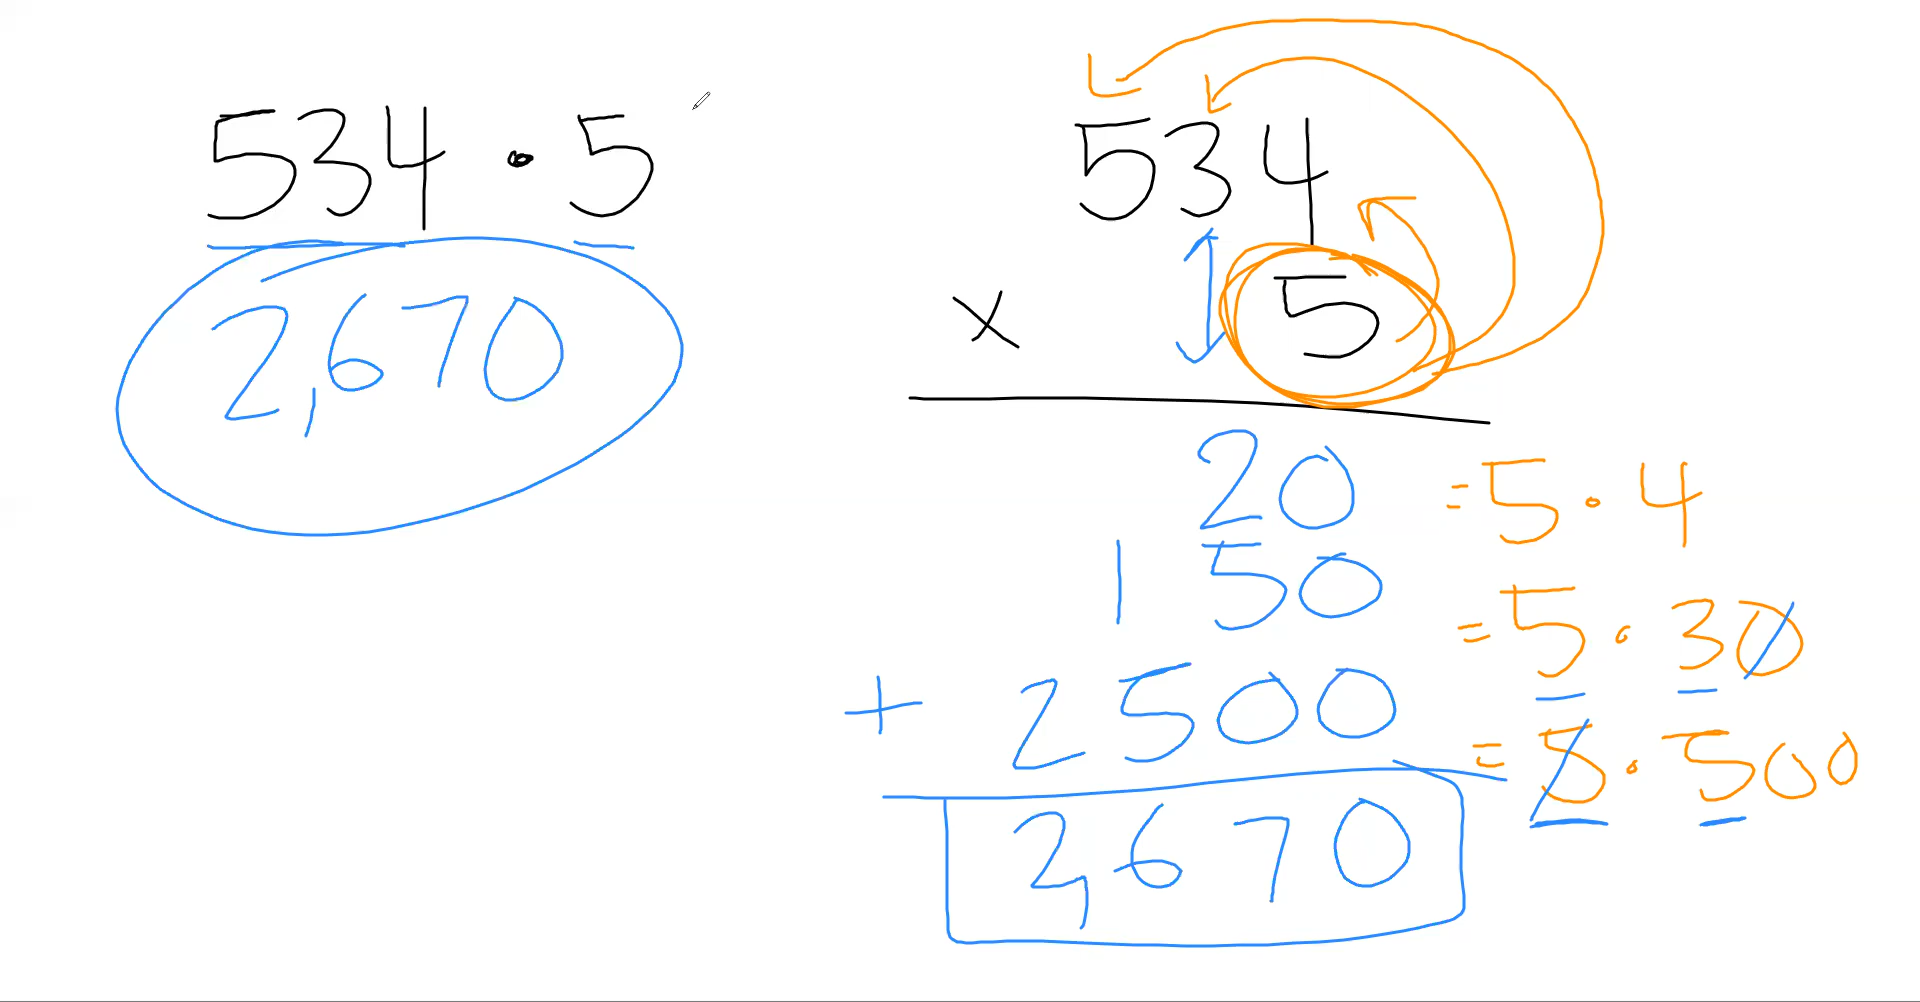 534 · 5
2,670
534
x 5
20 = 5 · 4
150 = 5 · 30
+ 2500 = 5 · 500
2,670